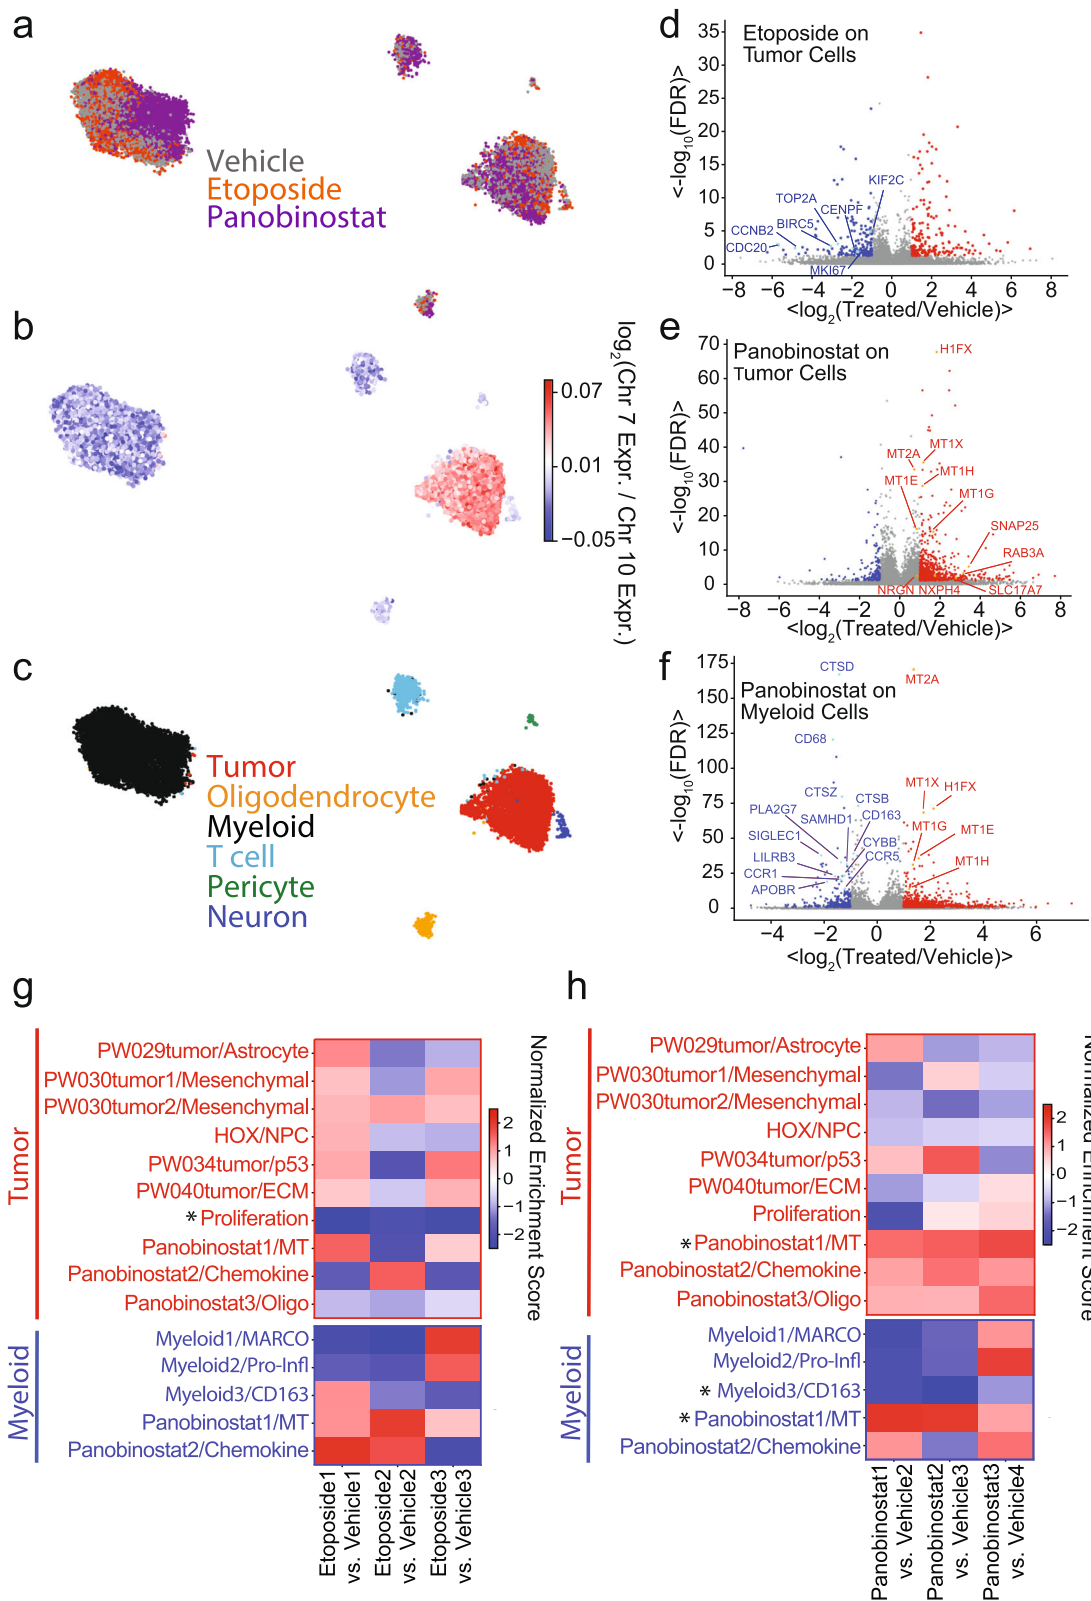 a
Vehicle
Etoposide
Panobinostat
b
log2(Chr 7 Expr. / Chr 10 Expr.)
0.07
0.01
−0.05
c
Tumor
Oligodendrocyte
Myeloid
T cell
Pericyte
Neuron
d
Etoposide on
Tumor Cells
<-log10(FDR)>
35
30
25
20
15
10
5
0
KIF2C
TOP2A
CENPF
BIRC5
CCNB2
CDC20
MKI67
−8 −6 −4 −2 0 2 4 6 8
<log2(Treated/Vehicle)>
e
Panobinostat on
Tumor Cells
<-log10(FDR)>
70
60
50
40
30
20
10
0
H1FX
MT1X
MT2A
MT1H
MT1E
MT1G
SNAP25
RAB3A
NRGN NXPH4 SLC17A7
−8 −6 −4 −2 0 2 4 6 8
<log2(Treated/Vehicle)>
f
Panobinostat on
Myeloid Cells
<-log10(FDR)>
175
150
125
100
75
50
25
0
CTSD
MT2A
CD68
CTSZ
CTSB
MT1X
H1FX
PLA2G7
SAMHD1
CD163
MT1G
MT1E
SIGLEC1
CYBB
LILRB3
CCR5
CCR1
MT1H
APOBR
−4 −2 0 2 4 6
<log2(Treated/Vehicle)>
g
Tumor
PW029tumor/Astrocyte
PW030tumor1/Mesenchymal
PW030tumor2/Mesenchymal
HOX/NPC
PW034tumor/p53
PW040tumor/ECM
*Proliferation
Panobinostat1/MT
Panobinostat2/Chemokine
Panobinostat3/Oligo
Myeloid
Myeloid1/MARCO
Myeloid2/Pro-Infl
Myeloid3/CD163
Panobinostat1/MT
Panobinostat2/Chemokine
Etoposide1
vs. Vehicle1
Etoposide2
vs. Vehicle2
Etoposide3
vs. Vehicle3
2
1
0
−1
−2
Normalized Enrichment Score
h
Tumor
PW029tumor/Astrocyte
PW030tumor1/Mesenchymal
PW030tumor2/Mesenchymal
HOX/NPC
PW034tumor/p53
PW040tumor/ECM
Proliferation
*Panobinostat1/MT
Panobinostat2/Chemokine
Panobinostat3/Oligo
Myeloid
Myeloid1/MARCO
Myeloid2/Pro-Infl
* Myeloid3/CD163
*Panobinostat1/MT
Panobinostat2/Chemokine
Panobinostat1
vs. Vehicle2
Panobinostat2
vs. Vehicle3
Panobinostat3
vs. Vehicle4
2
1
0
−1
−2
Normalized Enrichment Score